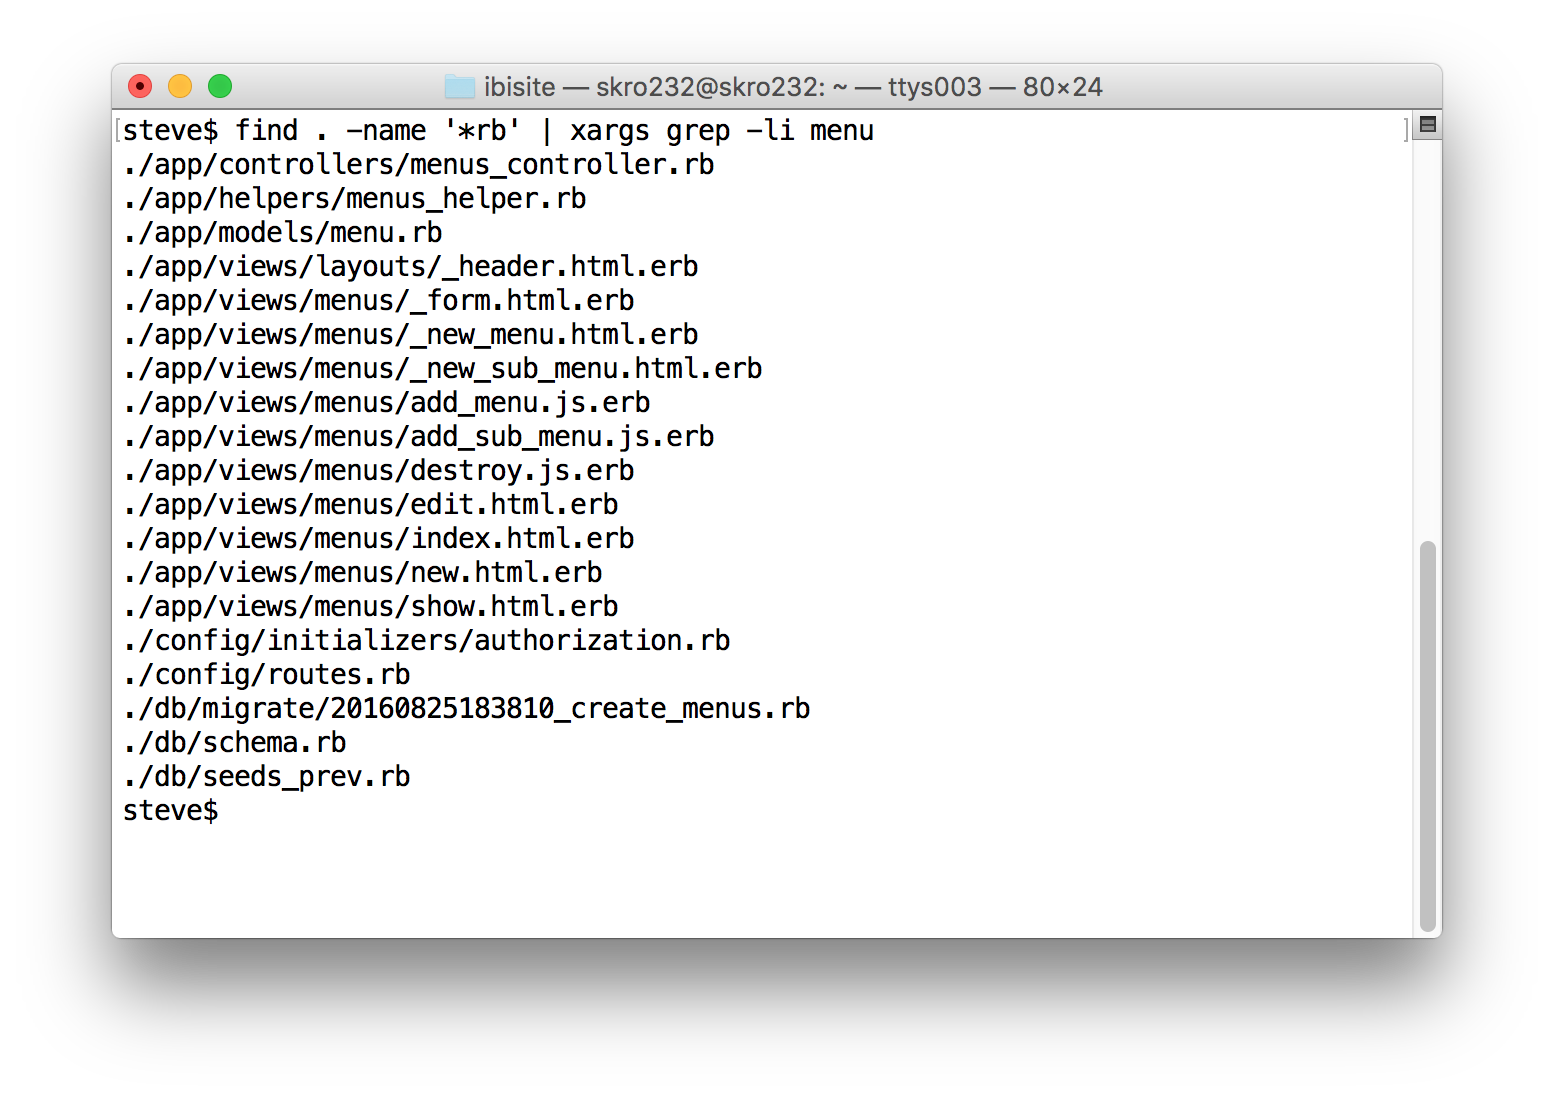 ibisite — skro232@skro232: ~ — ttys003 — 80×24
steve$ find . -name '*rb' | xargs grep -li menu
./app/controllers/menus_controller.rb
./app/helpers/menus_helper.rb
./app/models/menu.rb
./app/views/layouts/_header.html.erb
./app/views/menus/_form.html.erb
./app/views/menus/_new_menu.html.erb
./app/views/menus/_new_sub_menu.html.erb
./app/views/menus/add_menu.js.erb
./app/views/menus/add_sub_menu.js.erb
./app/views/menus/destroy.js.erb
./app/views/menus/edit.html.erb
./app/views/menus/index.html.erb
./app/views/menus/new.html.erb
./app/views/menus/show.html.erb
./config/initializers/authorization.rb
./config/routes.rb
./db/migrate/20160825183810_create_menus.rb
./db/schema.rb
./db/seeds_prev.rb
steve$